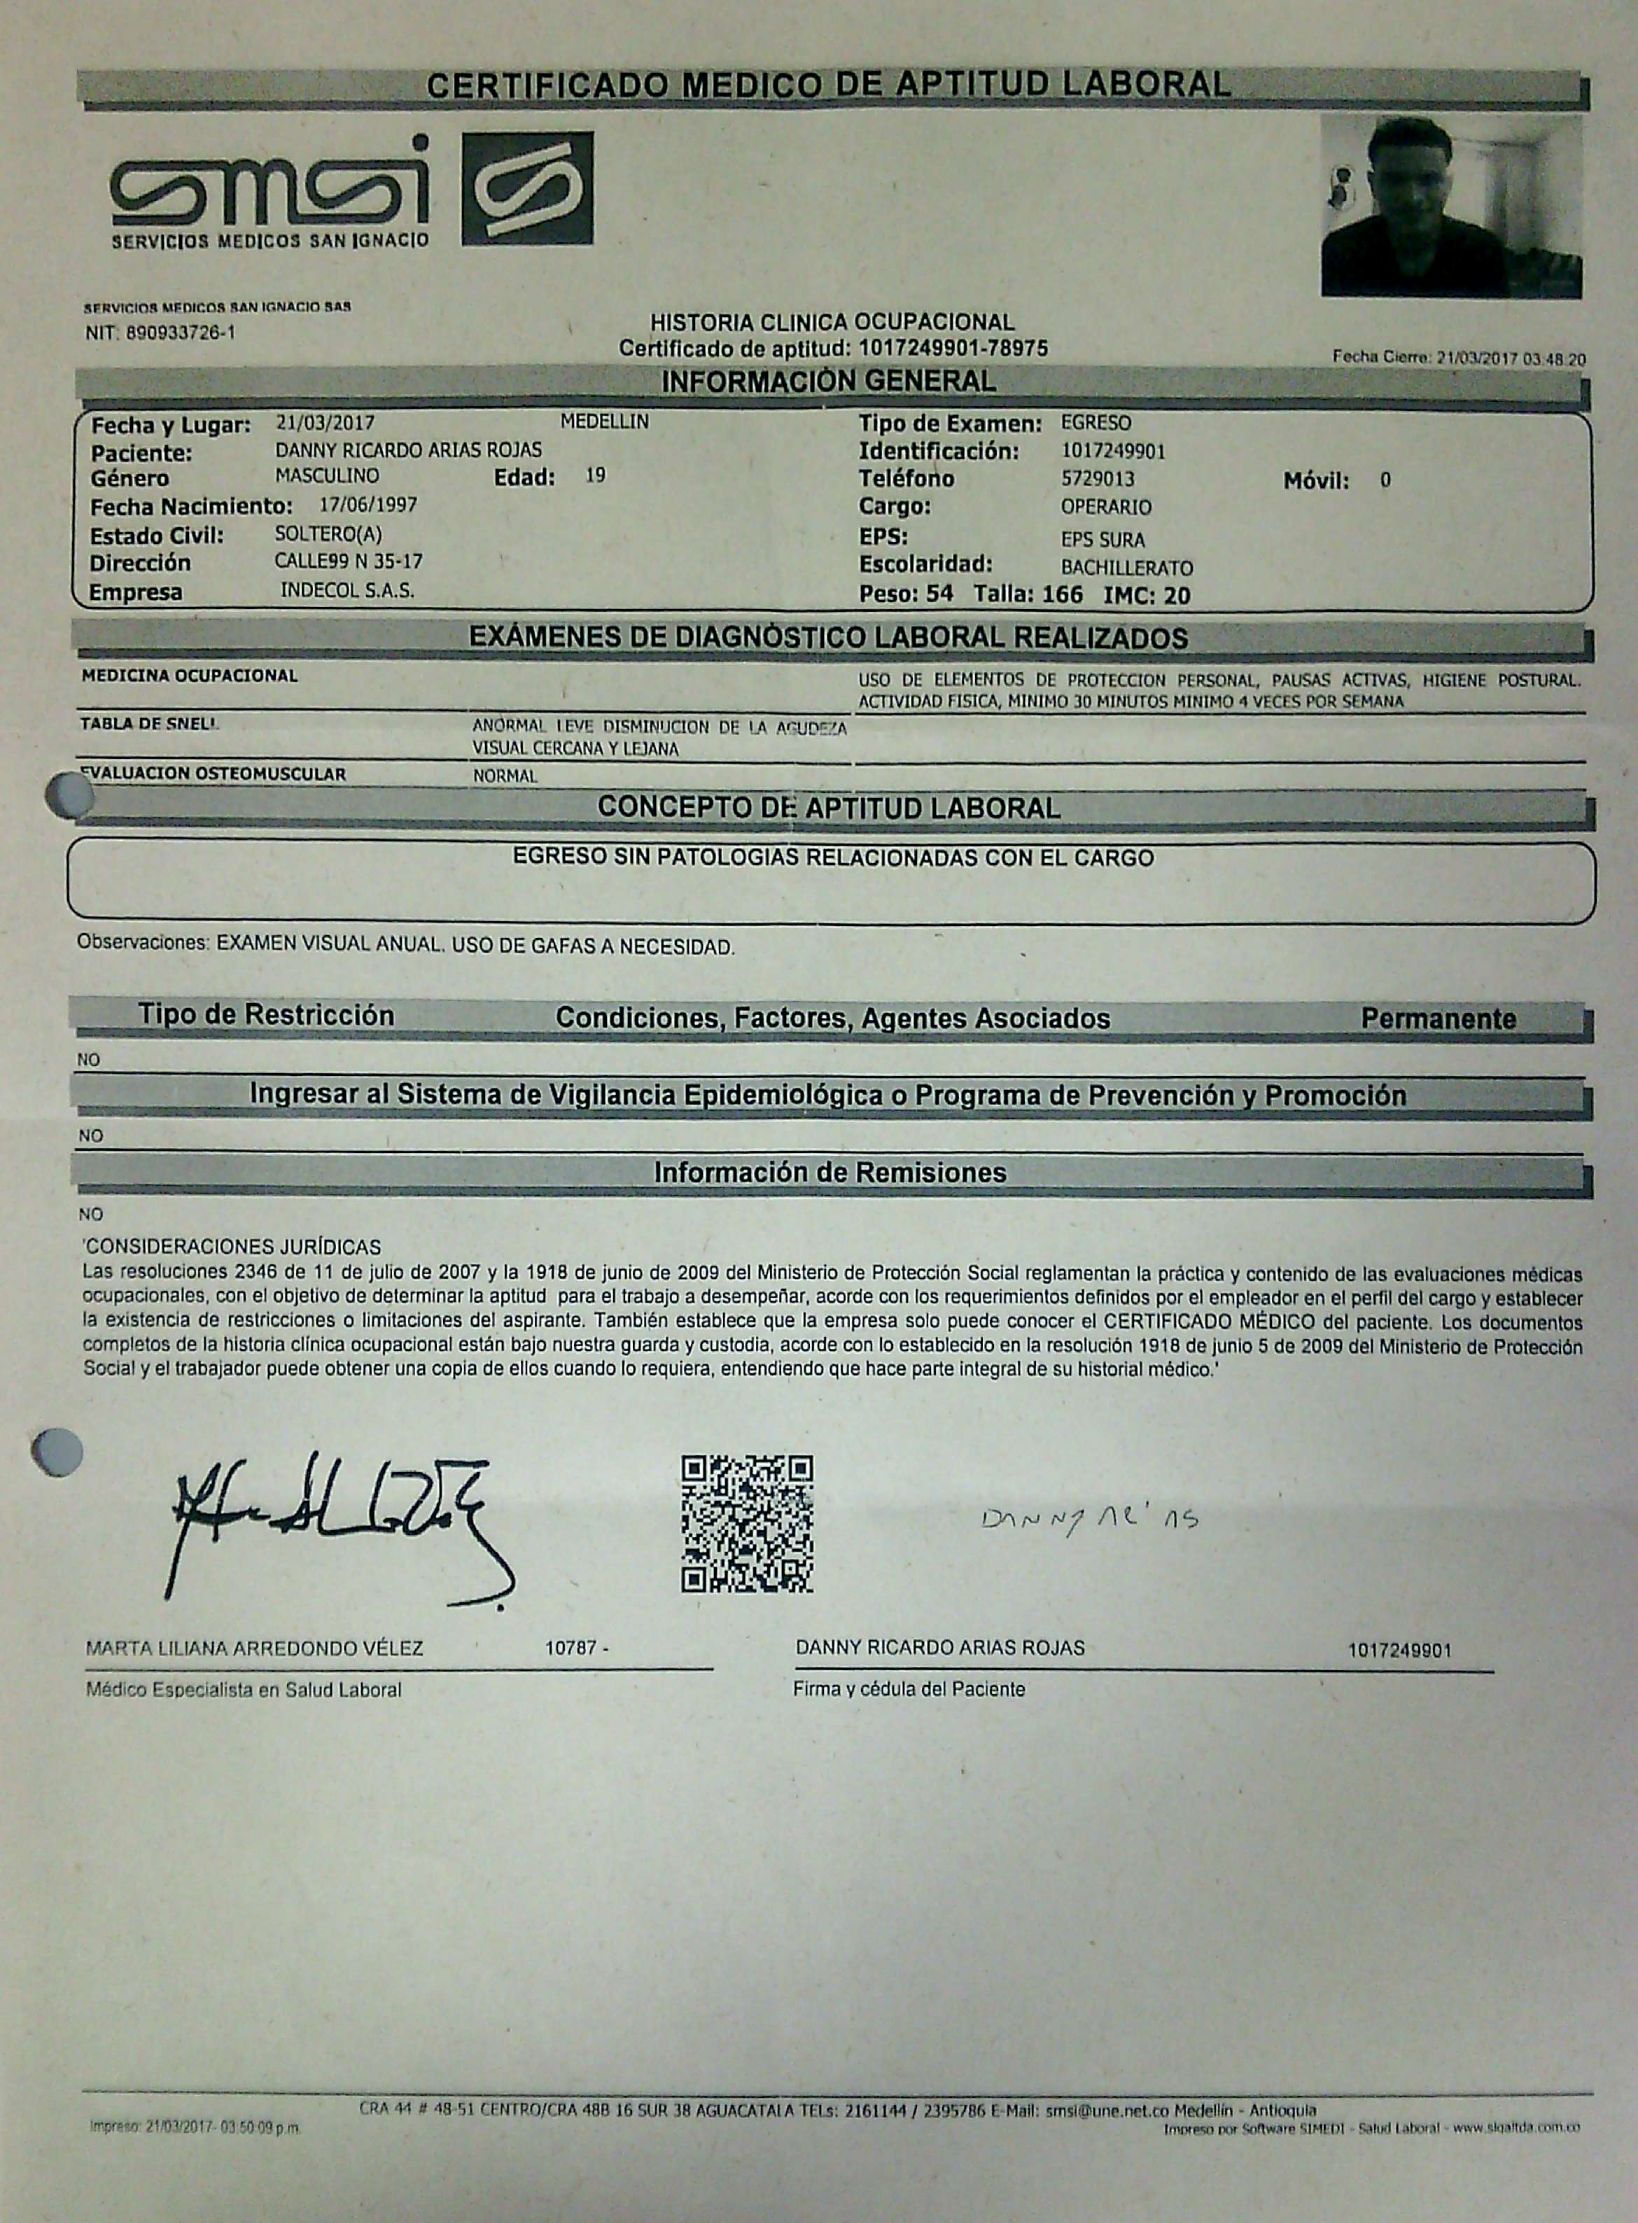 CERTIFICADO MEDICO DE APTITUD LABORAL
smsi
SERVICIOS MEDICOS SAN IGNACIO
SERVICIOS MEDICOS SAN IGNACIO SAS
NIT: 890933726-1
HISTORIA CLINICA OCUPACIONAL
Certificado de aptitud: 1017249901-78975
Fecha Cierre: 21/03/2017 03:48:20
INFORMACIÓN GENERAL
Fecha y Lugar: 21/03/2017 MEDELLIN Tipo de Examen: EGRESO
Paciente: DANNY RICARDO ARIAS ROJAS Identificación: 1017249901
Género MASCULINO Edad: 19 Teléfono 5729013 Móvil: 0
Fecha Nacimiento: 17/06/1997 Cargo: OPERARIO
Estado Civil: SOLTERO(A) EPS: EPS SURA
Dirección CALLE99 N 35-17 Escolaridad: BACHILLERATO
Empresa INDECOL S.A.S. Peso: 54 Talla: 166 IMC: 20
EXÁMENES DE DIAGNÓSTICO LABORAL REALIZADOS
MEDICINA OCUPACIONAL USO DE ELEMENTOS DE PROTECCION PERSONAL, PAUSAS ACTIVAS, HIGIENE POSTURAL.
ACTIVIDAD FISICA, MINIMO 30 MINUTOS MINIMO 4 VECES POR SEMANA
TABLA DE SNELL ANORMAL LEVE DISMINUCION DE LA AGUDEZA
VISUAL CERCANA Y LEJANA
EVALUACION OSTEOMUSCULAR NORMAL
CONCEPTO DE APTITUD LABORAL
EGRESO SIN PATOLOGIAS RELACIONADAS CON EL CARGO
Observaciones: EXAMEN VISUAL ANUAL. USO DE GAFAS A NECESIDAD.
Tipo de Restricción Condiciones, Factores, Agentes Asociados Permanente
NO
Ingresar al Sistema de Vigilancia Epidemiológica o Programa de Prevención y Promoción
NO
Información de Remisiones
NO
'CONSIDERACIONES JURÍDICAS
Las resoluciones 2346 de 11 de julio de 2007 y la 1918 de junio de 2009 del Ministerio de Protección Social reglamentan la práctica y contenido de las evaluaciones médicas
ocupacionales, con el objetivo de determinar la aptitud para el trabajo a desempeñar, acorde con los requerimientos definidos por el empleador en el perfil del cargo y establecer
la existencia de restricciones o limitaciones del aspirante. También establece que la empresa solo puede conocer el CERTIFICADO MÉDICO del paciente. Los documentos
completos de la historia clínica ocupacional están bajo nuestra guarda y custodia, acorde con lo establecido en la resolución 1918 de junio 5 de 2009 del Ministerio de Protección
Social y el trabajador puede obtener una copia de ellos cuando lo requiera, entendiendo que hace parte integral de su historial médico.'
DANNY ARIAS
MARTA LILIANA ARREDONDO VÉLEZ 10787 - DANNY RICARDO ARIAS ROJAS 1017249901
Médico Especialista en Salud Laboral Firma y cédula del Paciente
CRA 44 # 48-51 CENTRO/CRA 48B 16 SUR 38 AGUACATALA TELs: 2161144 / 2395786 E-Mail: smsi@une.net.co Medellín - Antioquia
Impreso: 21/03/2017- 03:50:09 p.m. Impreso por Software SIMEDI - Salud Laboral - www.siqaltda.com.co